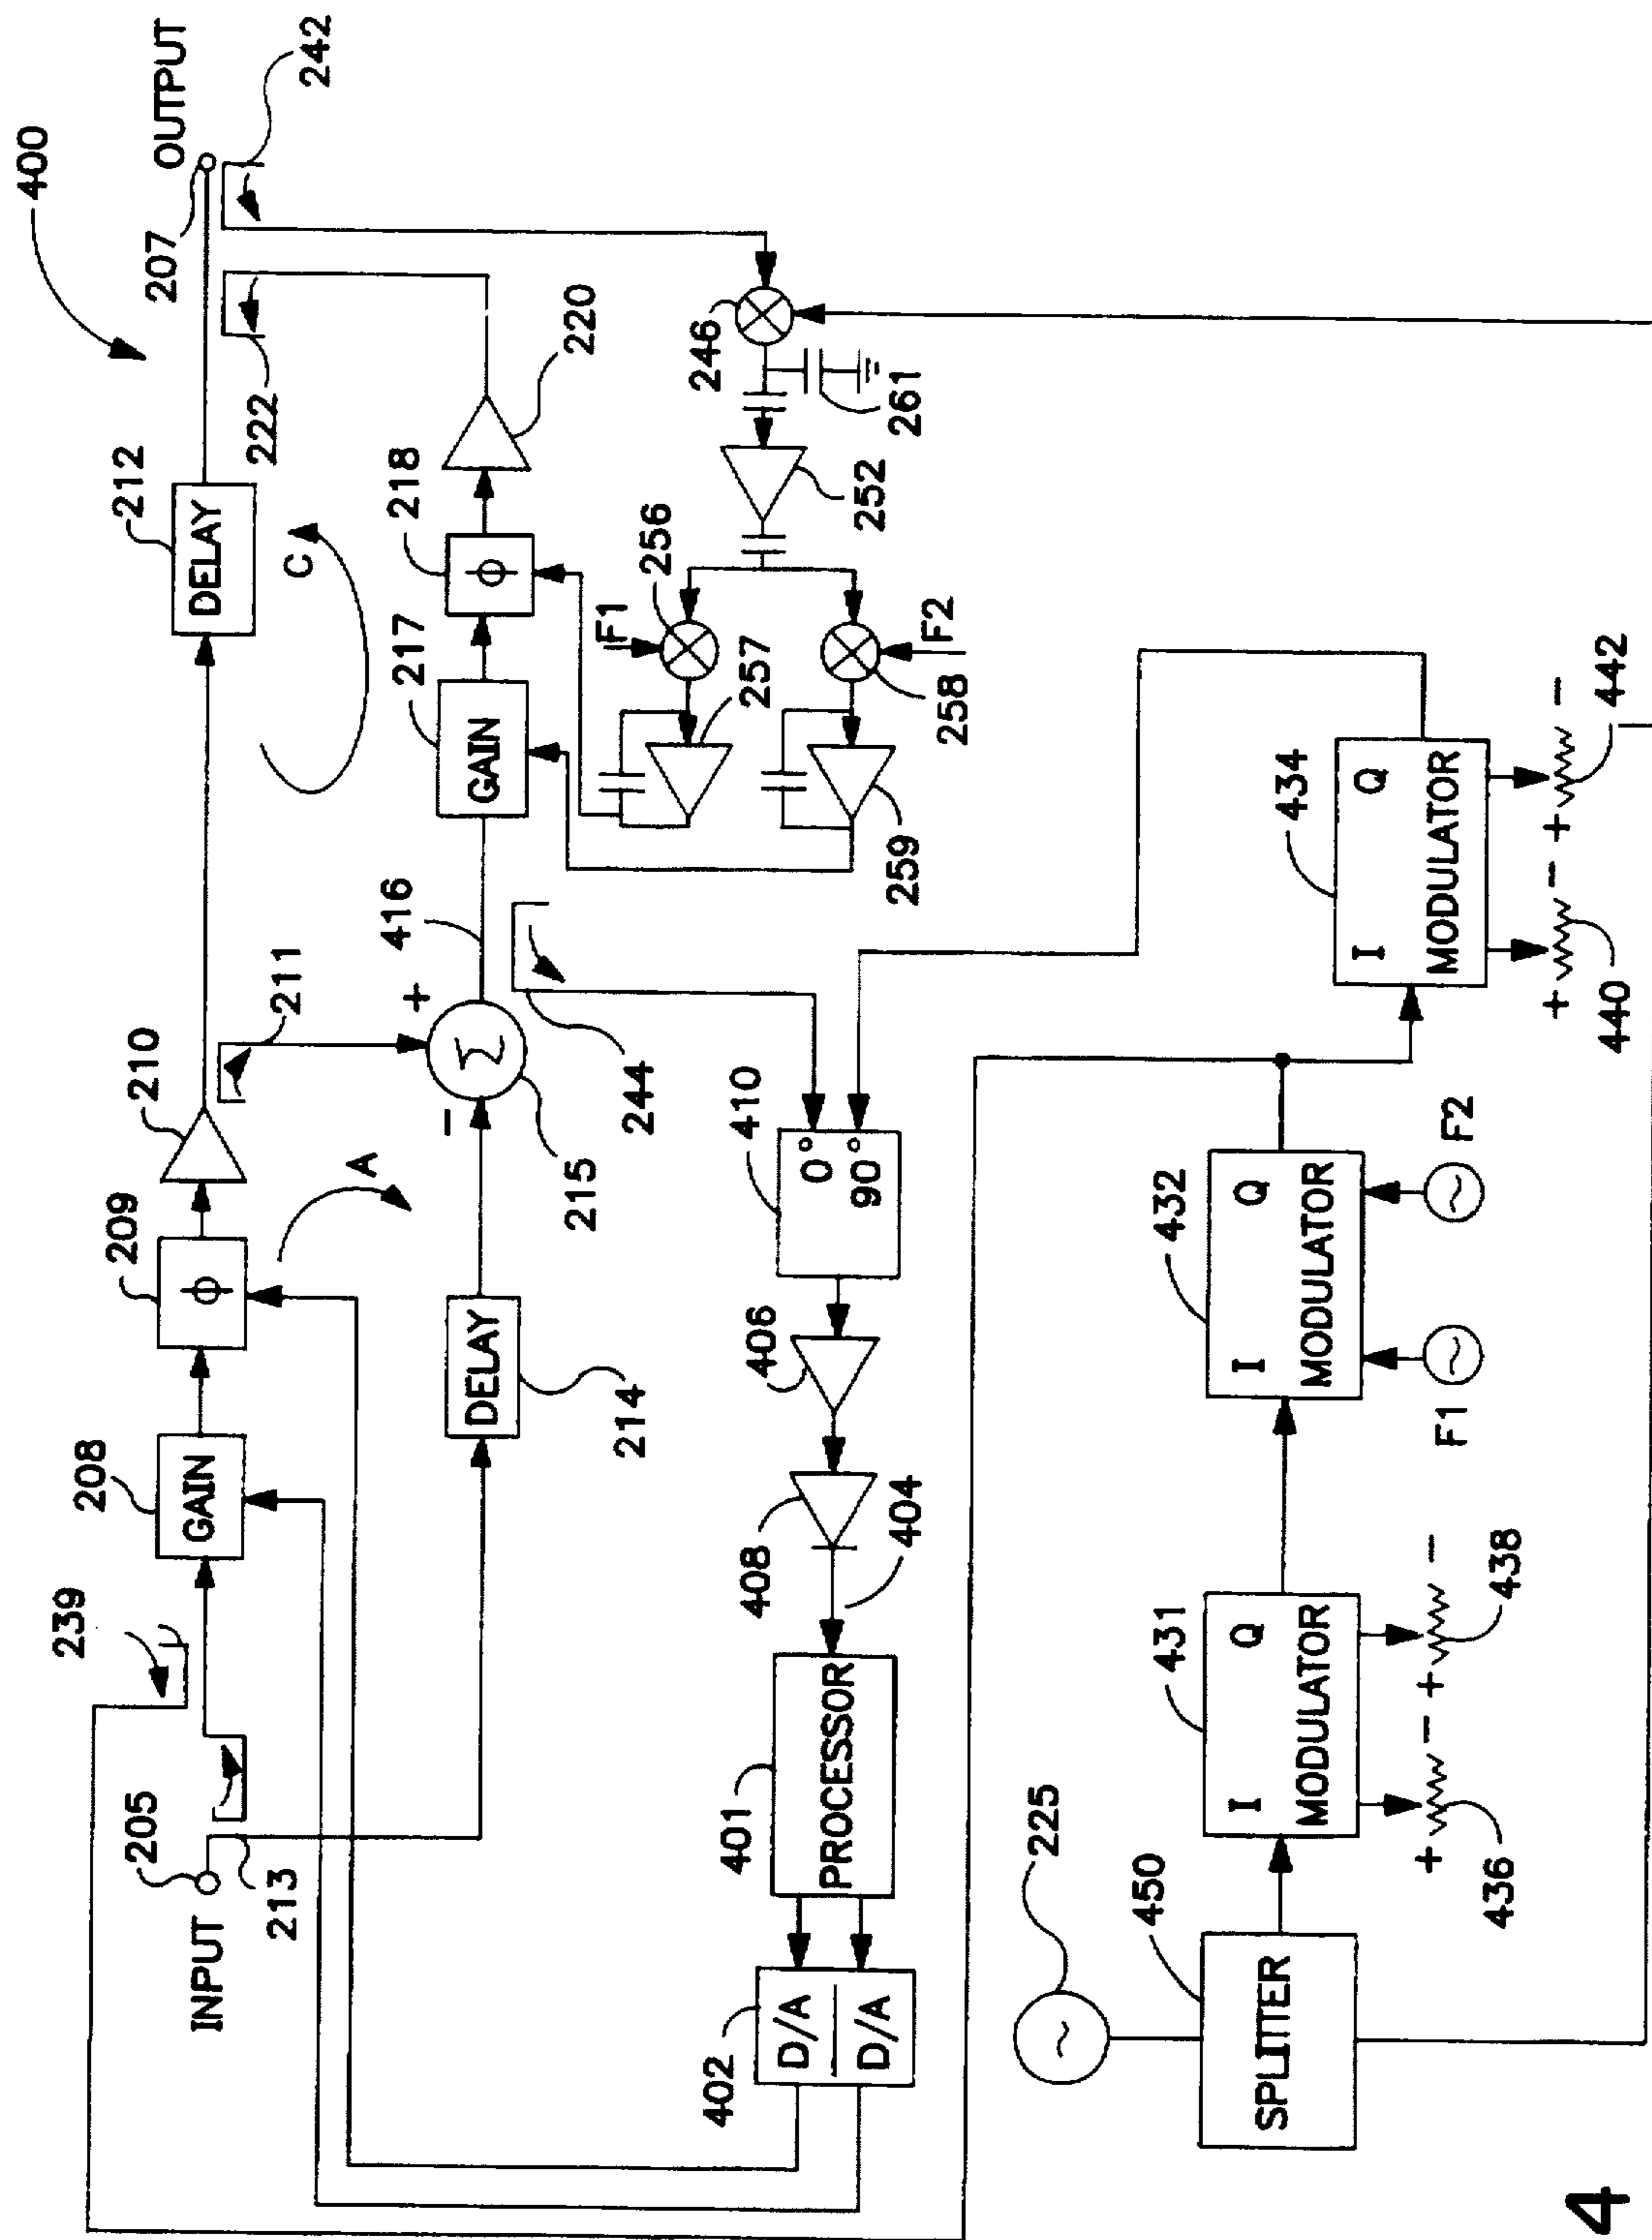 400
OUTPUT
242
207
222
212
DELAY
C
220
218
ϕ
217
GAIN
246
261
252
F1
256
257
F2
258
259
210
211
+
416
Σ
−
215
244
209
ϕ
A
208
GAIN
239
205
INPUT
213
DELAY
214
410
0°
90°
406
408
404
401
PROCESSOR
402
D/A
D/A
434
I Q
MODULATOR
+ − + −
440
442
432
I Q
MODULATOR
F1
F2
431
I Q
MODULATOR
+ − + −
436
438
225
~
450
SPLITTER
4